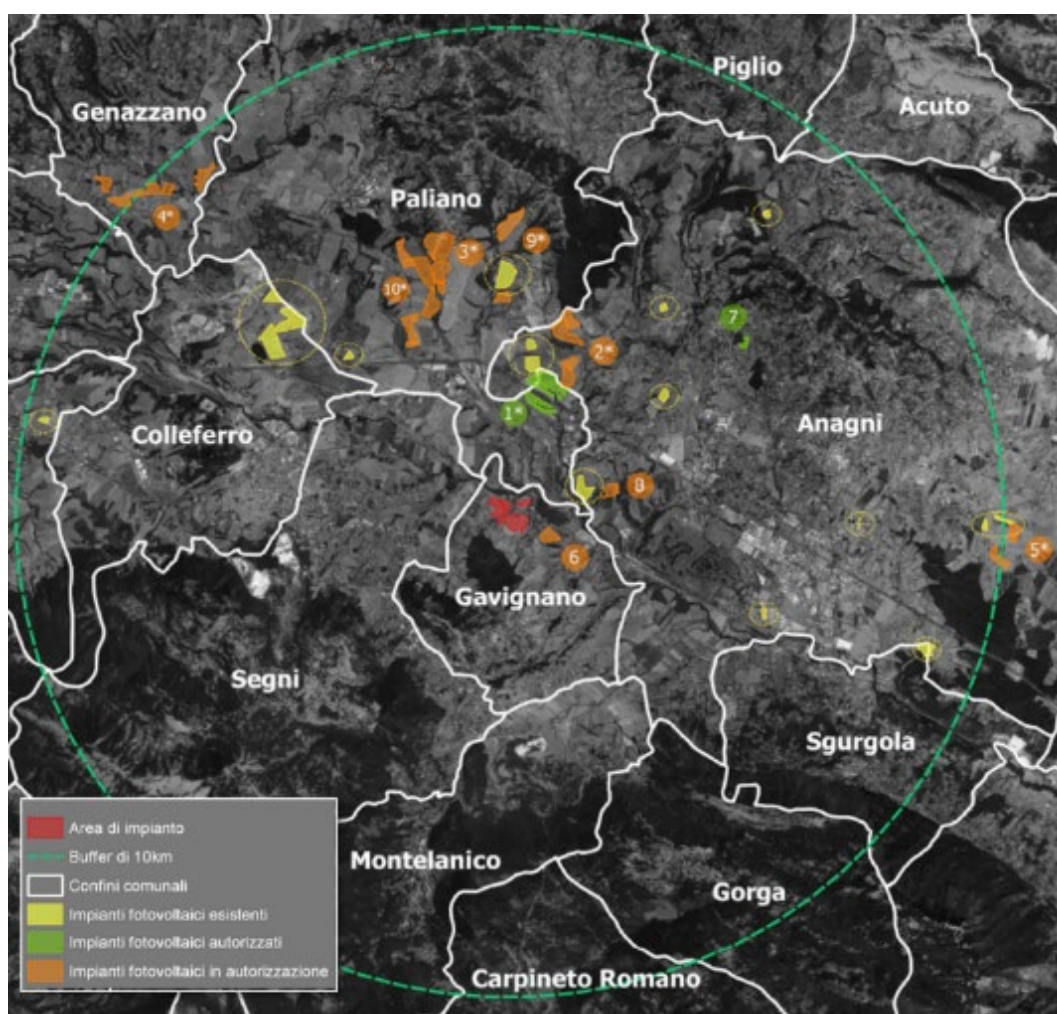 Piglio
Genazzano
Acuto
4*
Paliano
3*
9*
10*
7
2*
1*
Colleferro
Anagni
8
5*
6
Gavignano
Segni
Sgurgola
Area di impianto
Buffer di 10km
Confini comunali
Impianti fotovoltaici esistenti
Impianti fotovoltaici autorizzati
Impianti fotovoltaici in autorizzazione
Montelanico
Gorga
Carpineto Romano